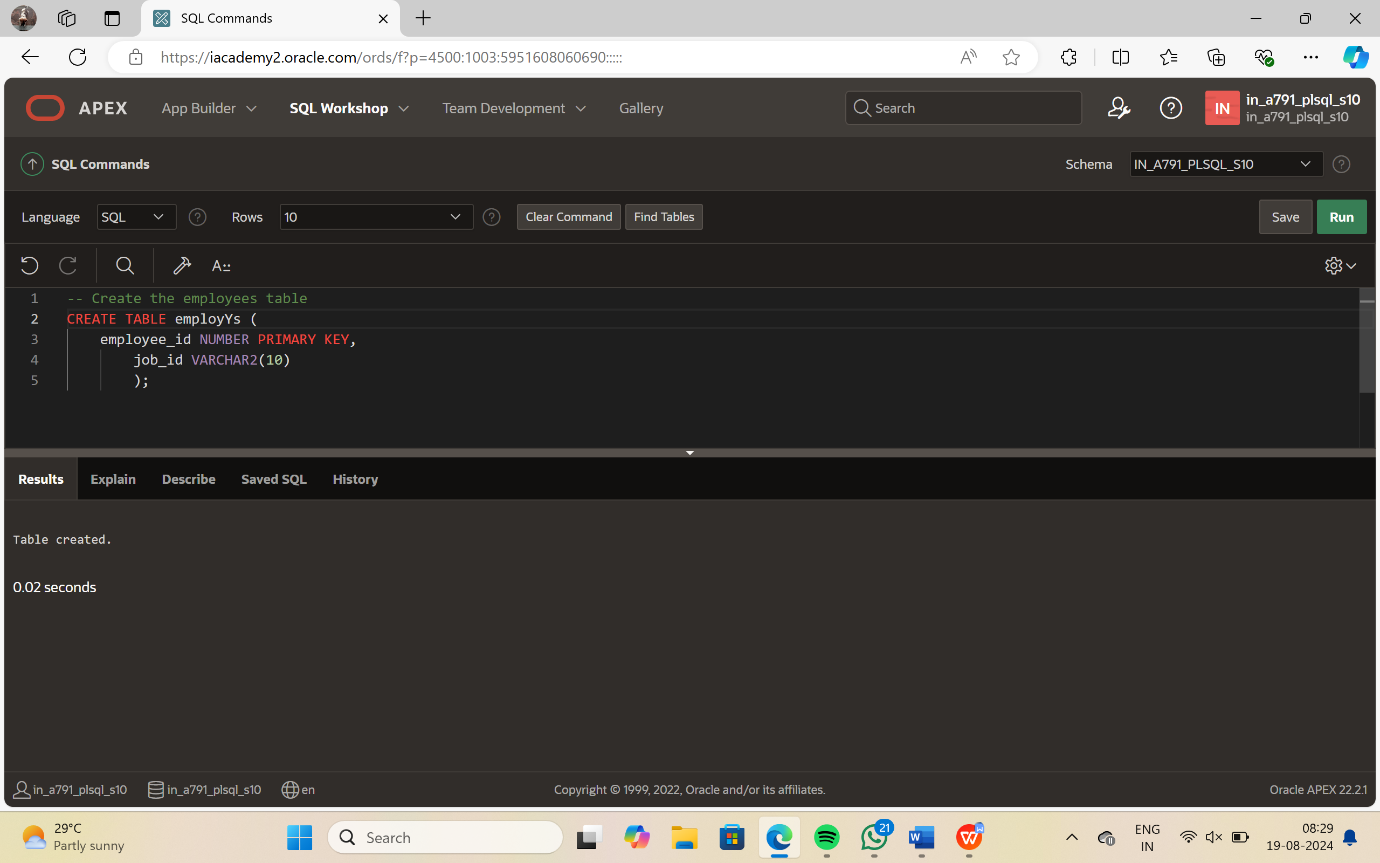 SQL Commands
https://iacademy2.oracle.com/ords/f?p=4500:1003:5951608060690:::::
APEX App Builder SQL Workshop Team Development Gallery Search IN in_a791_plsql_s10
in_a791_plsql_s10
SQL Commands Schema IN_A791_PLSQL_S10
Language SQL Rows 10 Clear Command Find Tables Save Run
1 -- Create the employees table
2 CREATE TABLE employYs (
3 employee_id NUMBER PRIMARY KEY,
4 job_id VARCHAR2(10)
5 );
Results Explain Describe Saved SQL History
Table created.
0.02 seconds
in_a791_plsql_s10 in_a791_plsql_s10 en Copyright © 1999, 2022, Oracle and/or its affiliates. Oracle APEX 22.2.1
29°C
Partly sunny
Search
21
ENG
IN
08:29
19-08-2024